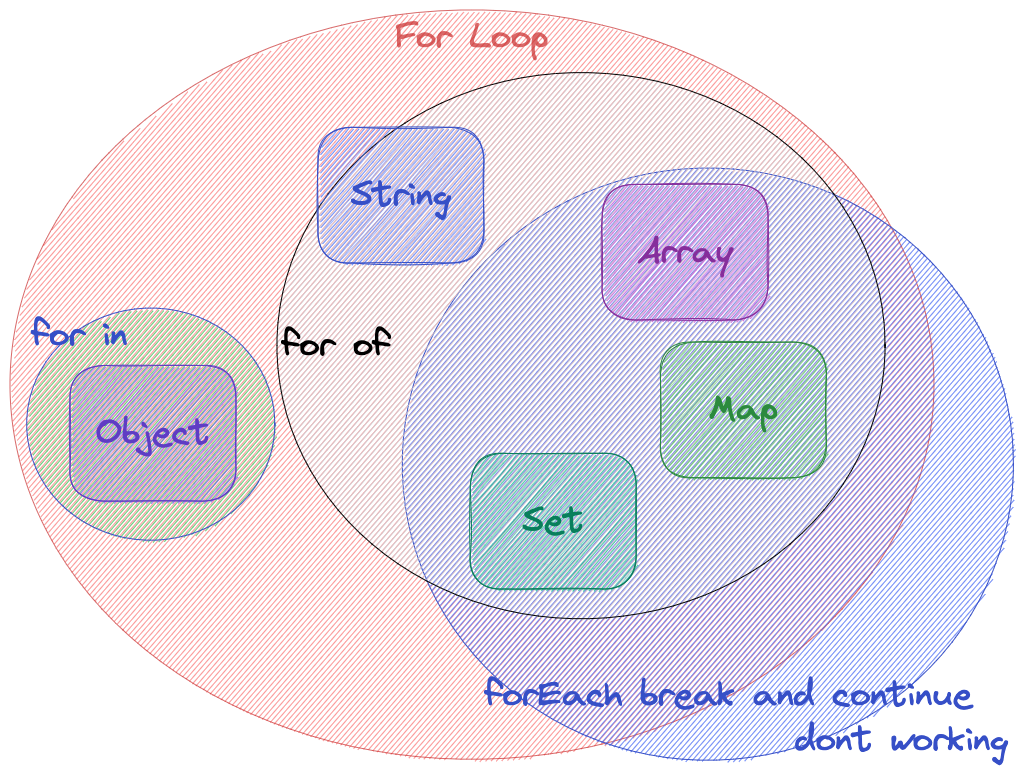 For Loop
String
Array
for in
for of
Map
Object
Set
forEach break and continue
dont working